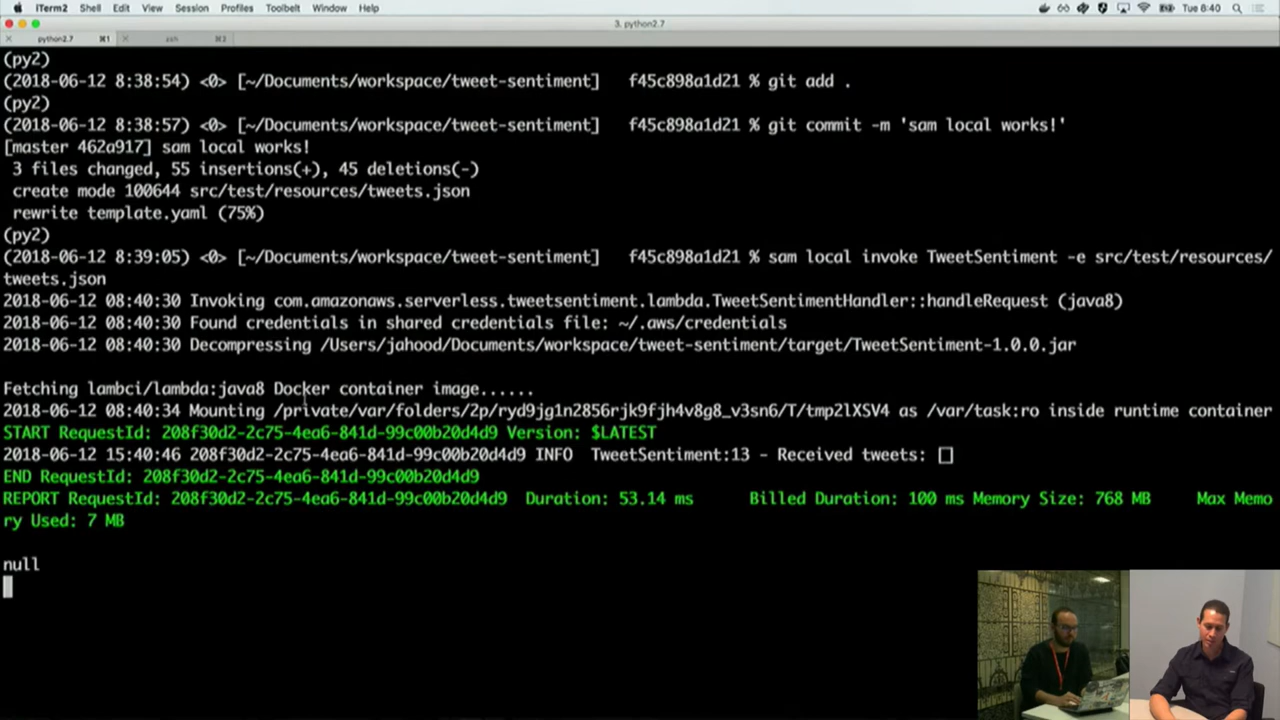 iTerm2 Shell Edit View Session Profiles Toolbelt Window Help Tue 8:40
3. python2.7
python2.7 ⌘1 zsh ⌘2
(py2)
(2018-06-12 8:38:54) <0> [~/Documents/workspace/tweet-sentiment] f45c898a1d21 % git add .
(py2)
(2018-06-12 8:38:57) <0> [~/Documents/workspace/tweet-sentiment] f45c898a1d21 % git commit -m 'sam local works!'
[master 462a917] sam local works!
3 files changed, 55 insertions(+), 45 deletions(-)
create mode 100644 src/test/resources/tweets.json
rewrite template.yaml (75%)
(py2)
(2018-06-12 8:39:05) <0> [~/Documents/workspace/tweet-sentiment] f45c898a1d21 % sam local invoke TweetSentiment -e src/test/resources/
tweets.json
2018-06-12 08:40:30 Invoking com.amazonaws.serverless.tweetsentiment.lambda.TweetSentimentHandler::handleRequest (java8)
2018-06-12 08:40:30 Found credentials in shared credentials file: ~/.aws/credentials
2018-06-12 08:40:30 Decompressing /Users/jahood/Documents/workspace/tweet-sentiment/target/TweetSentiment-1.0.0.jar
Fetching lambci/lambda:java8 Docker container image......
2018-06-12 08:40:34 Mounting /private/var/folders/2p/ryd9jg1n2856rjk9fjh4v8g8_v3sn6/T/tmp2lXSV4 as /var/task:ro inside runtime container
START RequestId: 208f30d2-2c75-4ea6-841d-99c00b20d4d9 Version: $LATEST
2018-06-12 15:40:46 208f30d2-2c75-4ea6-841d-99c00b20d4d9 INFO TweetSentiment:13 - Received tweets: []
END RequestId: 208f30d2-2c75-4ea6-841d-99c00b20d4d9
REPORT RequestId: 208f30d2-2c75-4ea6-841d-99c00b20d4d9 Duration: 53.14 ms Billed Duration: 100 ms Memory Size: 768 MB Max Memo
ry Used: 7 MB
null